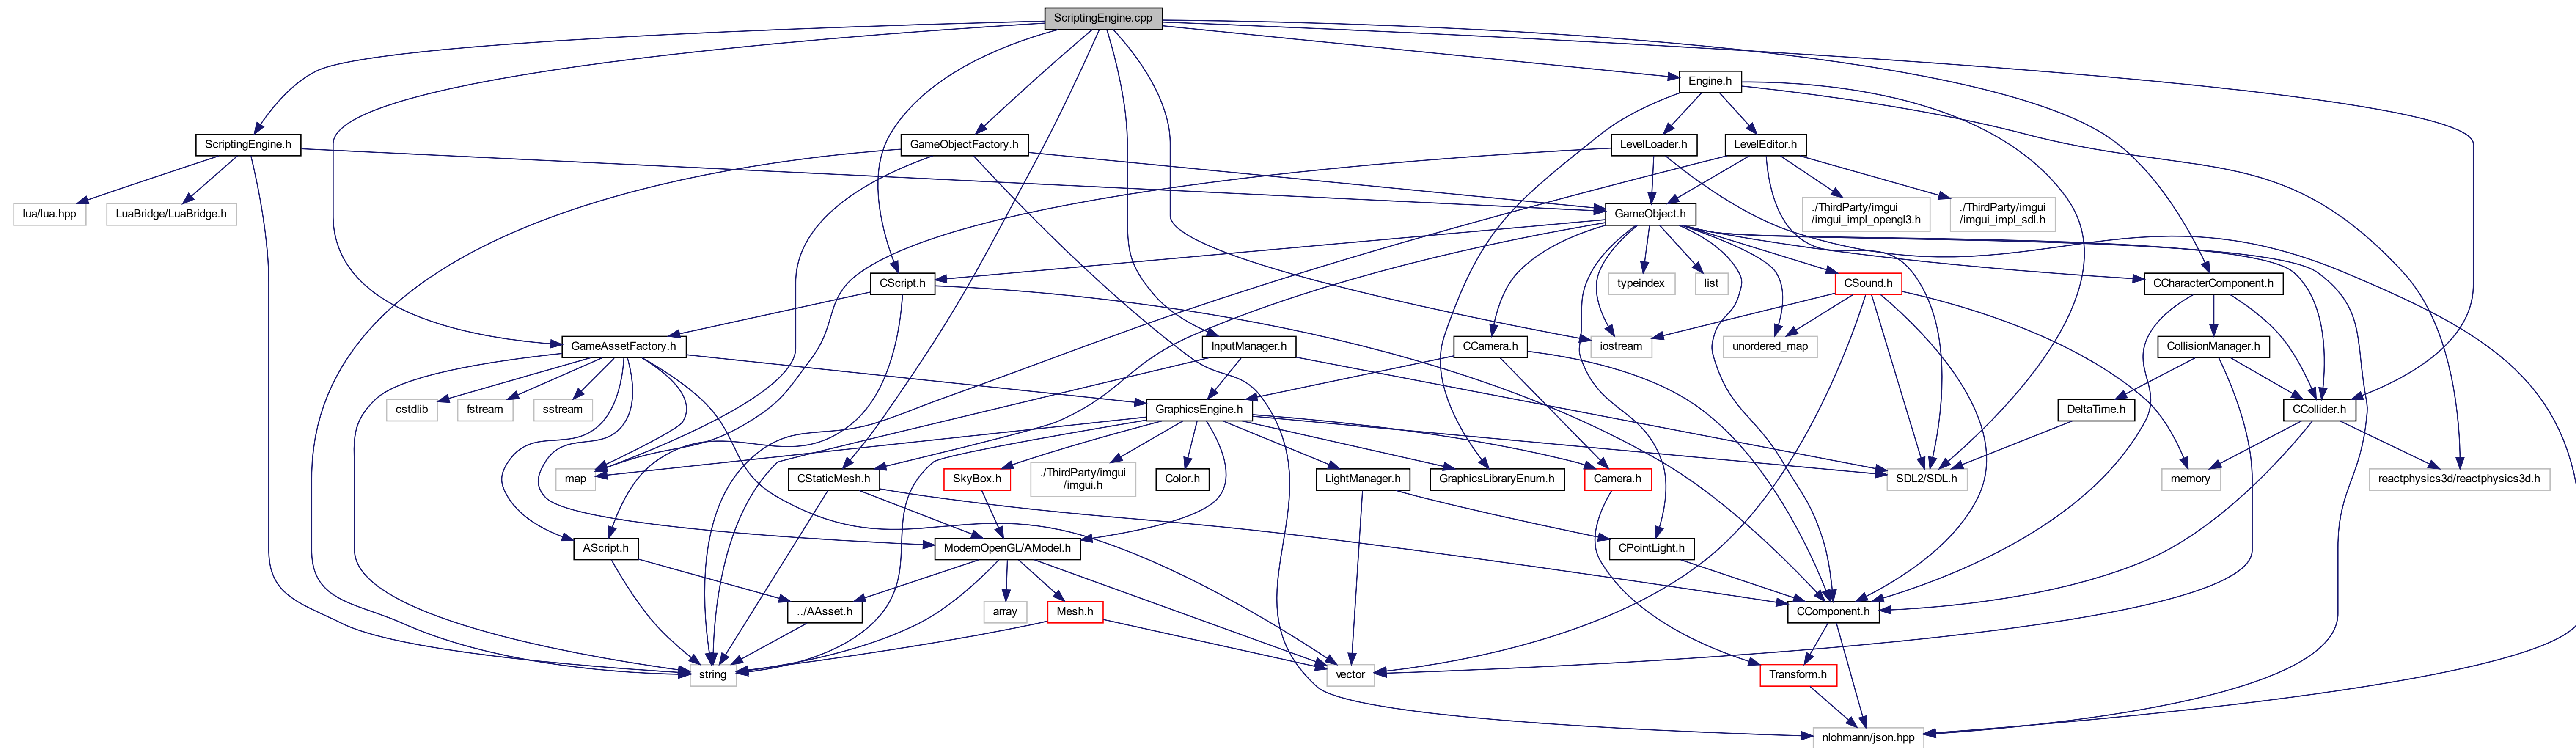 ScriptingEngine.cpp
Engine.h
ScriptingEngine.h
GameObjectFactory.h
LevelLoader.h
LevelEditor.h
lua/lua.hpp
LuaBridge/LuaBridge.h
GameObject.h
./ThirdParty/imgui
/imgui_impl_opengl3.h
./ThirdParty/imgui
/imgui_impl_sdl.h
CScript.h
typeindex
list
CSound.h
CCharacterComponent.h
GameAssetFactory.h
InputManager.h
CCamera.h
iostream
unordered_map
CollisionManager.h
cstdlib
fstream
sstream
GraphicsEngine.h
DeltaTime.h
CCollider.h
map
CStaticMesh.h
SkyBox.h
./ThirdParty/imgui
/imgui.h
Color.h
LightManager.h
GraphicsLibraryEnum.h
Camera.h
SDL2/SDL.h
memory
reactphysics3d/reactphysics3d.h
AScript.h
ModernOpenGL/AModel.h
CPointLight.h
../AAsset.h
array
Mesh.h
CComponent.h
string
vector
Transform.h
nlohmann/json.hpp